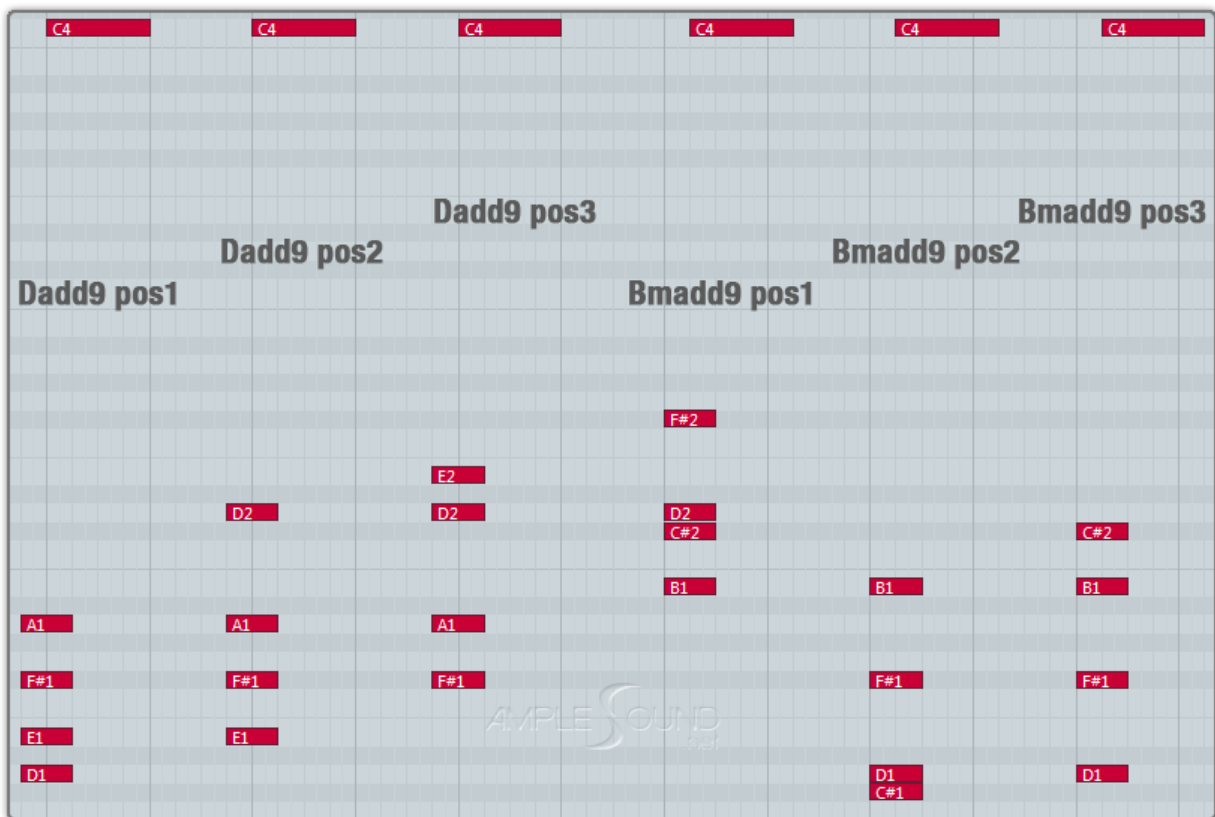 C4 C4 C4 C4 C4 C4
Dadd9 pos3 Bmadd9 pos3
Dadd9 pos2 Bmadd9 pos2
Dadd9 pos1 Bmadd9 pos1
F#2
E2
D2 D2 D2
C#2 C#2
B1 B1 B1
A1 A1 A1
F#1 F#1 F#1 F#1 F#1
AMPLE SOUND
.net
E1 E1
D1 D1 D1
C#1